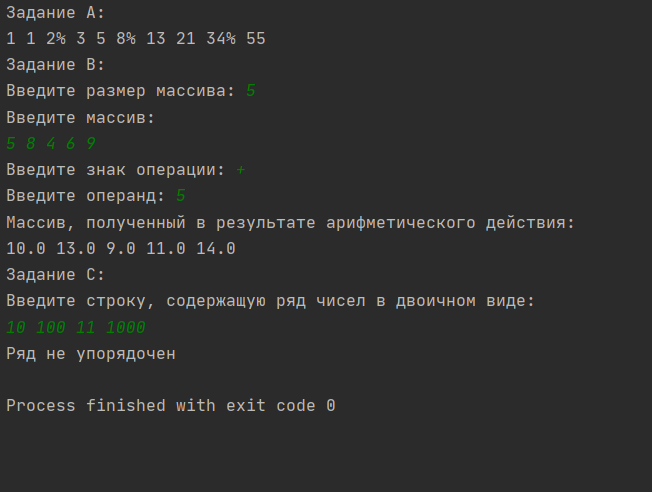 Задание A:
1 1 2% 3 5 8% 13 21 34% 55
Задание B:
Введите размер массива: 5
Введите массив:
5 8 4 6 9
Введите знак операции: +
Введите операнд: 5
Массив, полученный в результате арифметического действия:
10.0 13.0 9.0 11.0 14.0
Задание C:
Введите строку, содержащую ряд чисел в двоичном виде:
10 100 11 1000
Ряд не упорядочен
Process finished with exit code 0